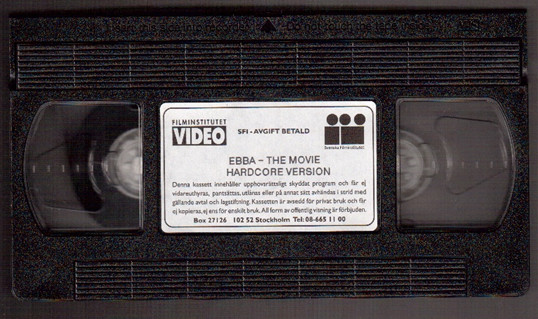 FILMINSTITUTET
VIDEO
SFI - AVGIFT BETALD
Svenska Filminstitutet
EBBA - THE MOVIE
HARDCORE VERSION
Denna kassett innehåller upphovsrättsligt skyddat program och får ej
vidareuthyras, pantsättas, utlånas eller på annat sätt avhändas i strid med
gällande avtal och lagstiftning. Kassetten är avsedd för privat bruk och får
ej kopieras, ej ens för enskilt bruk. All form av offentlig visning är förbjuden.
Box 27126 102 52 Stockholm Tel: 08-665 11 00